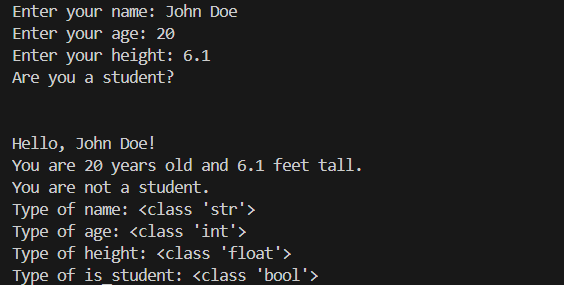 Enter your name: John Doe
Enter your age: 20
Enter your height: 6.1
Are you a student?
Hello, John Doe!
You are 20 years old and 6.1 feet tall.
You are not a student.
Type of name: <class 'str'>
Type of age: <class 'int'>
Type of height: <class 'float'>
Type of is_student: <class 'bool'>